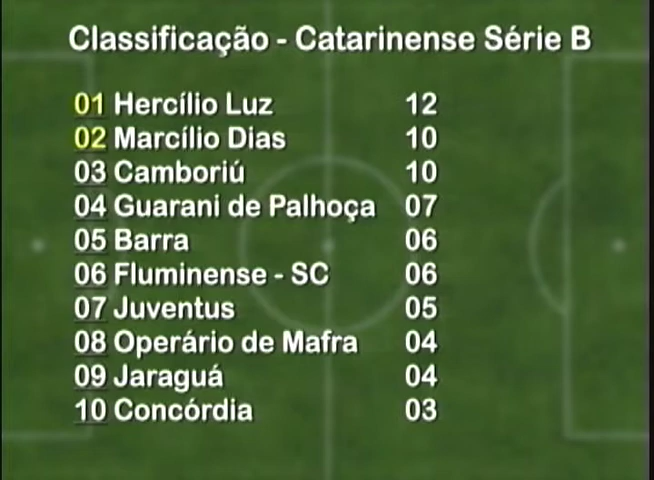 Classificação - Catarinense Série B
01 Hercílio Luz 12
02 Marcílio Dias 10
03 Camboriú 10
04 Guarani de Palhoça 07
05 Barra 06
06 Fluminense - SC 06
07 Juventus 05
08 Operário de Mafra 04
09 Jaraguá 04
10 Concórdia 03